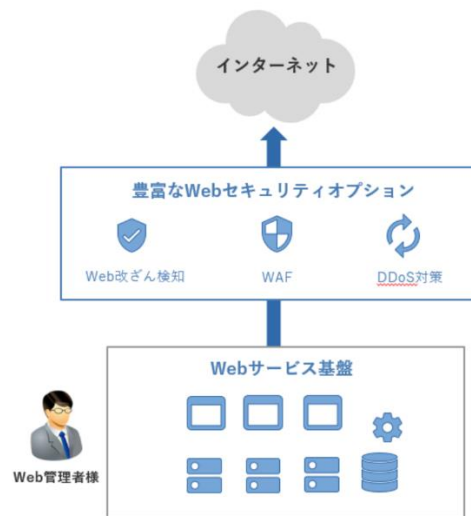 インターネット
豊富なWebセキュリティオプション
Web改ざん検知
WAF
DDoS対策
Webサービス基盤
Web管理者様